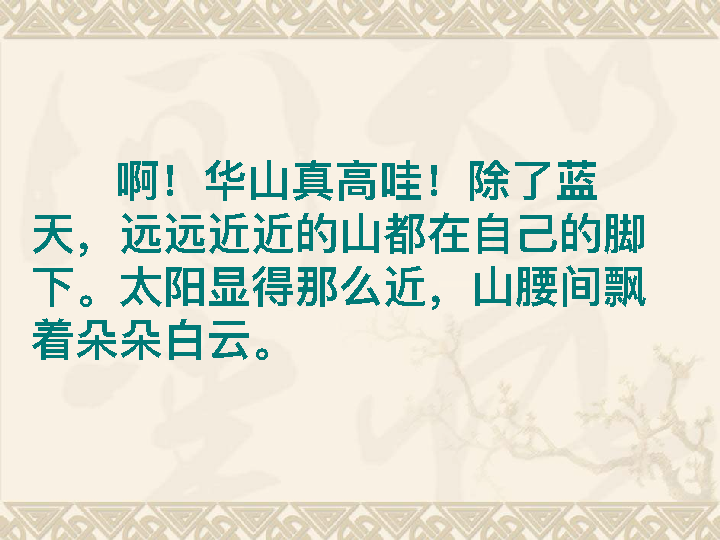 啊！华山真高哇！除了蓝
天，远远近近的山都在自己的脚
下。太阳显得那么近，山腰间飘
着朵朵白云。